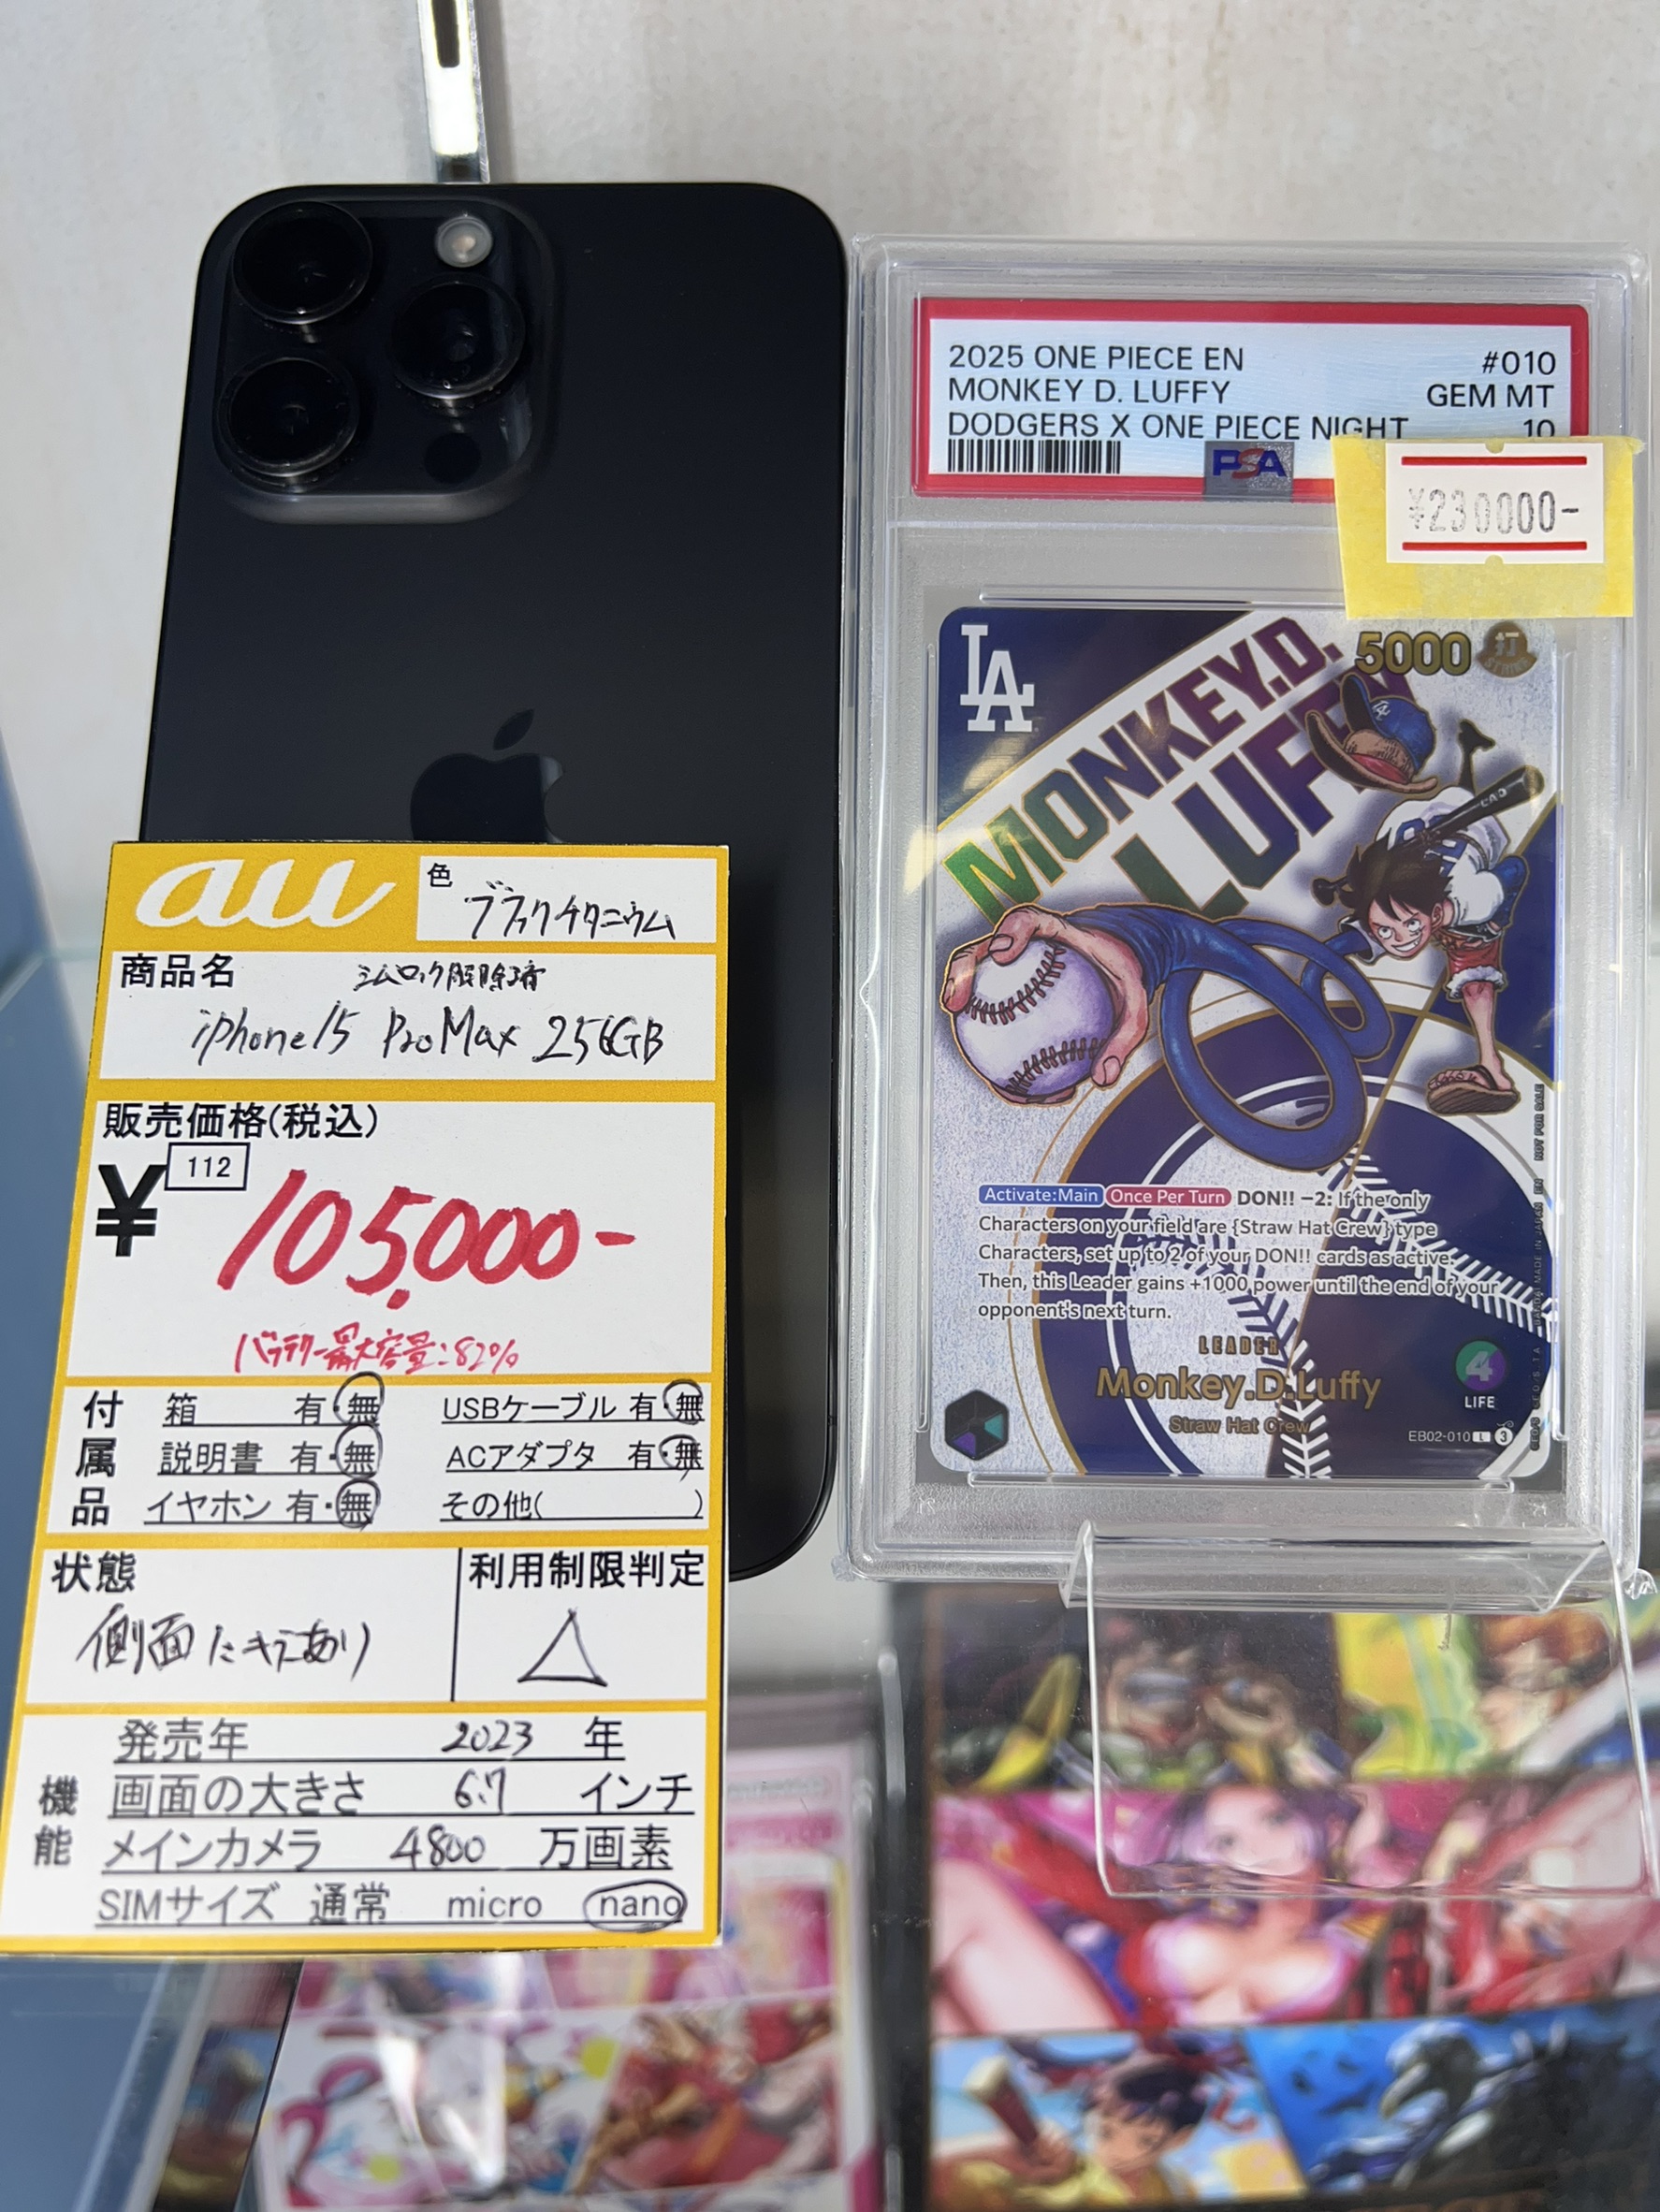 au
色
ブラックチタニウム
商品名
シムロック解除済
iphone15 ProMax 256GB
販売価格(税込)
¥
112
105,000-
バッテリー最大容量:82%
付属品
箱 有・無
USBケーブル 有・無
説明書 有・無
ACアダプタ 有・無
イヤホン 有・無
その他( )
状態
側面にキズあり
利用制限判定
△
機能
発売年 2023 年
画面の大きさ 6.7 インチ
メインカメラ 4800 万画素
SIMサイズ 通常 micro nano
2025 ONE PIECE EN #010
MONKEY D. LUFFY GEM MT
DODGERS X ONE PIECE NIGHT 10
PSA
¥230000-
LA
5000
打
STRIKE
MONKEY.D.
LUFFY
Activate:Main Once Per Turn DON!! −2: If the only
Characters on your field are {Straw Hat Crew} type
Characters, set up to 2 of your DON!! cards as active.
Then, this Leader gains +1000 power until the end of your
opponent's next turn.
LEADER
Monkey.D.Luffy
Straw Hat Crew
4
LIFE
EB02-010 L 3
MADE IN JAPAN EN NOT FOR SALE